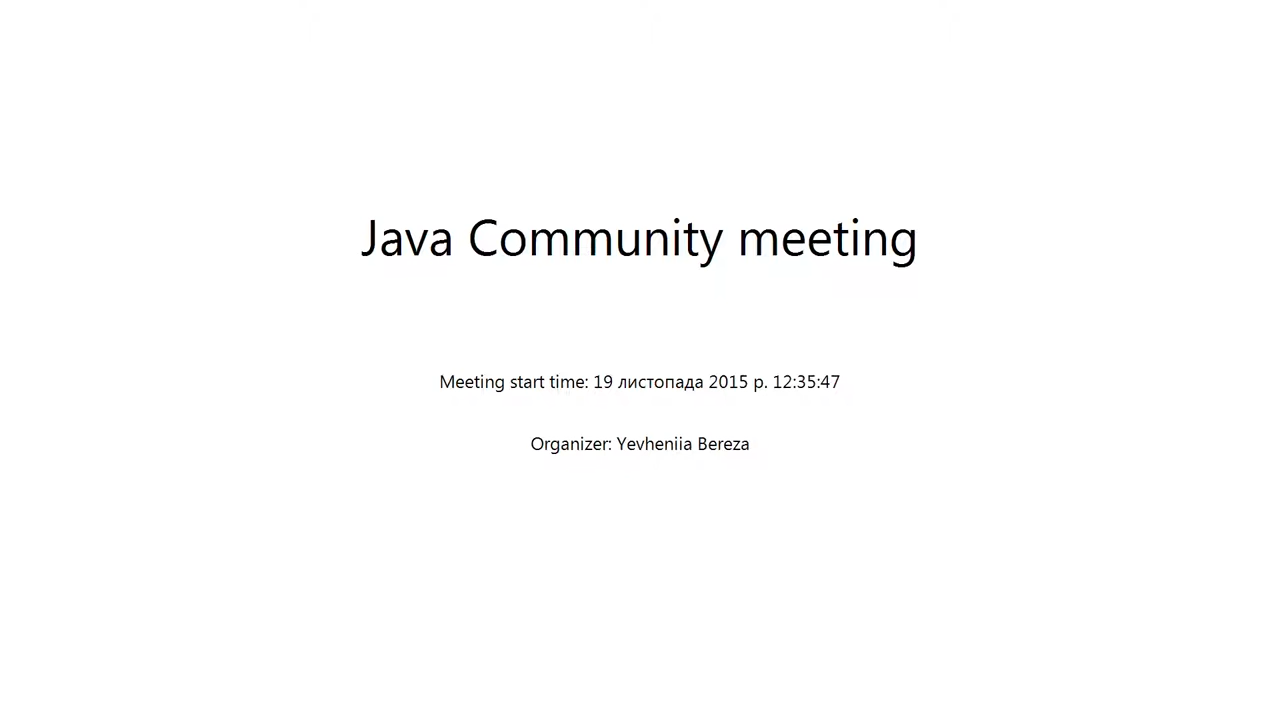 Java Community meeting
Meeting start time: 19 листопада 2015 р. 12:35:47
Organizer: Yevheniia Bereza